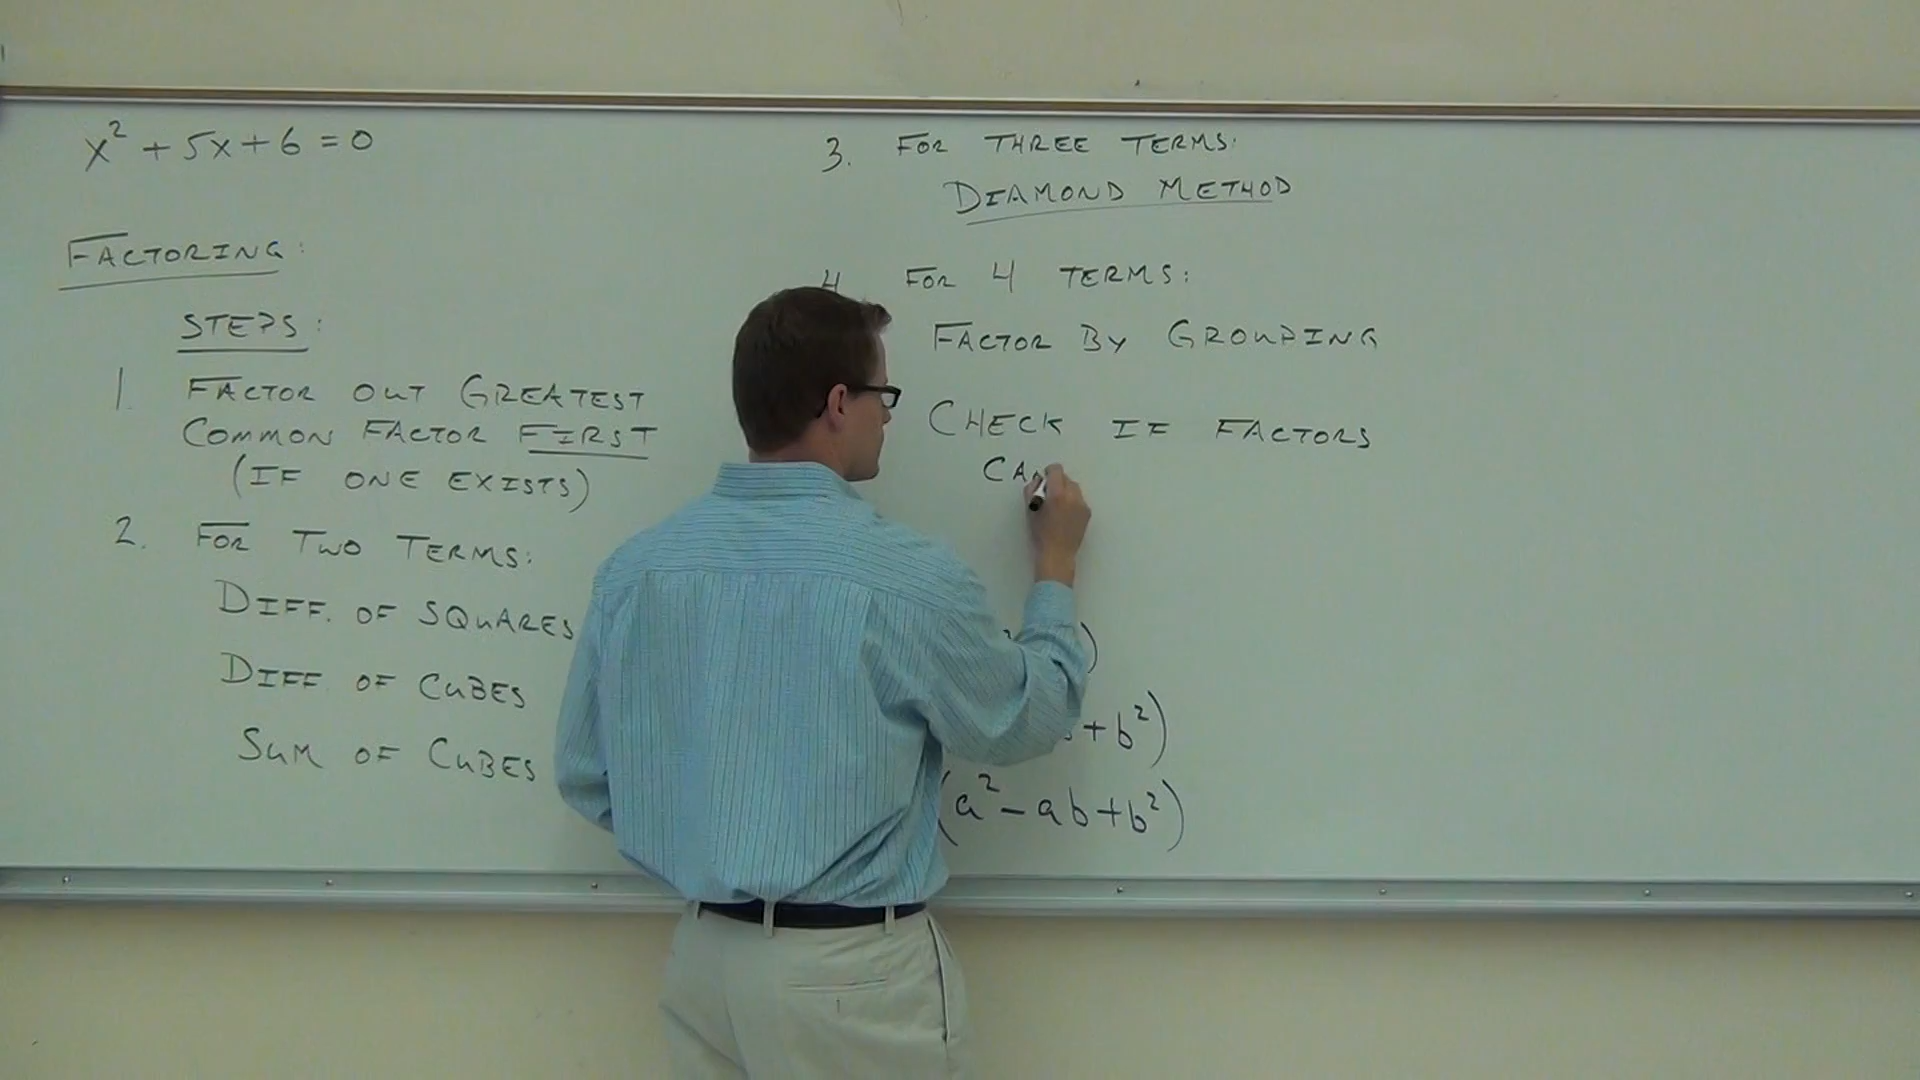 x² + 5x + 6 = 0
FACTORING:
STEPS:
1. FACTOR OUT GREATEST
COMMON FACTOR FIRST
(IF ONE EXISTS)
2. FOR TWO TERMS:
DIFF. OF SQUARES
DIFF OF CUBES
+ b²)
SUM OF CUBES
(a² - ab + b²)
3. FOR THREE TERMS:
DIAMOND METHOD
4 FOR 4 TERMS:
FACTOR BY GROUPING
CHECK IF FACTORS
CAN